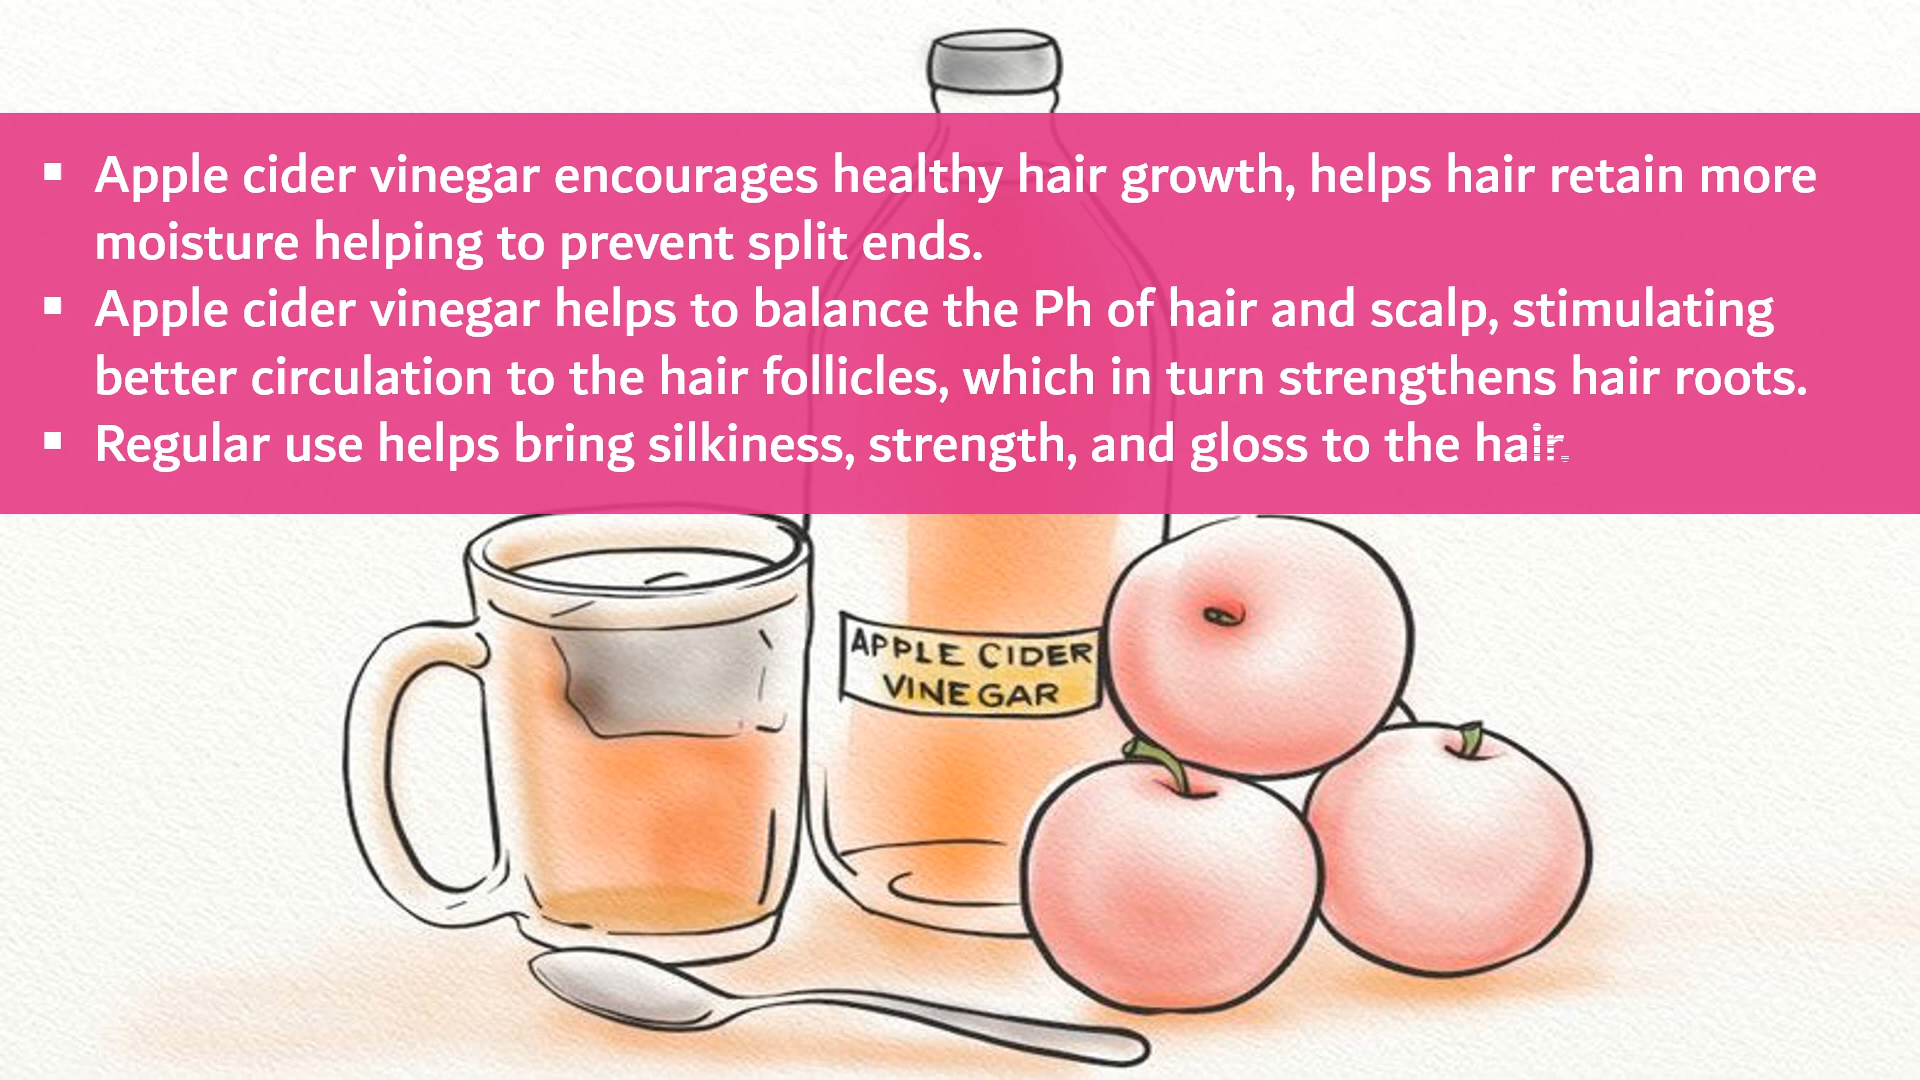 ▪ Apple cider vinegar encourages healthy hair growth, helps hair retain more
moisture helping to prevent split ends.
▪ Apple cider vinegar helps to balance the Ph of hair and scalp, stimulating
better circulation to the hair follicles, which in turn strengthens hair roots.
▪ Regular use helps bring silkiness, strength, and gloss to the hair.
APPLE CIDER
VINEGAR